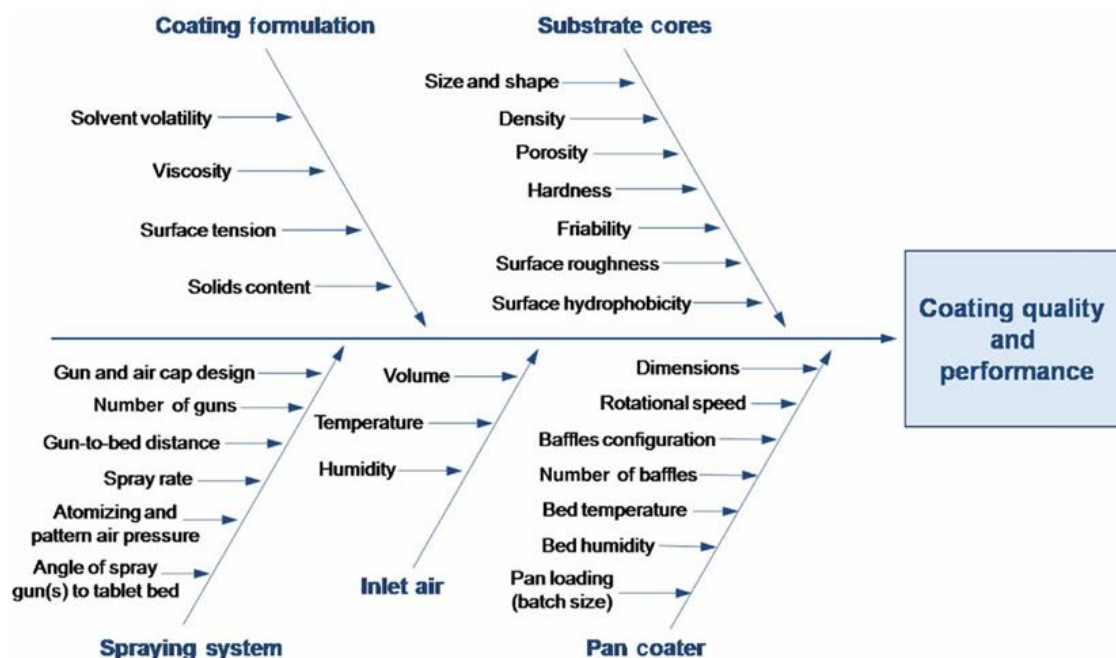 Coating formulation
Solvent volatility
Viscosity
Surface tension
Solids content
Substrate cores
Size and shape
Density
Porosity
Hardness
Friability
Surface roughness
Surface hydrophobicity
Coating quality
and
performance
Gun and air cap design
Number of guns
Gun-to-bed distance
Spray rate
Atomizing and
pattern air pressure
Angle of spray
gun(s) to tablet bed
Spraying system
Volume
Temperature
Humidity
Inlet air
Dimensions
Rotational speed
Baffles configuration
Number of baffles
Bed temperature
Bed humidity
Pan loading
(batch size)
Pan coater